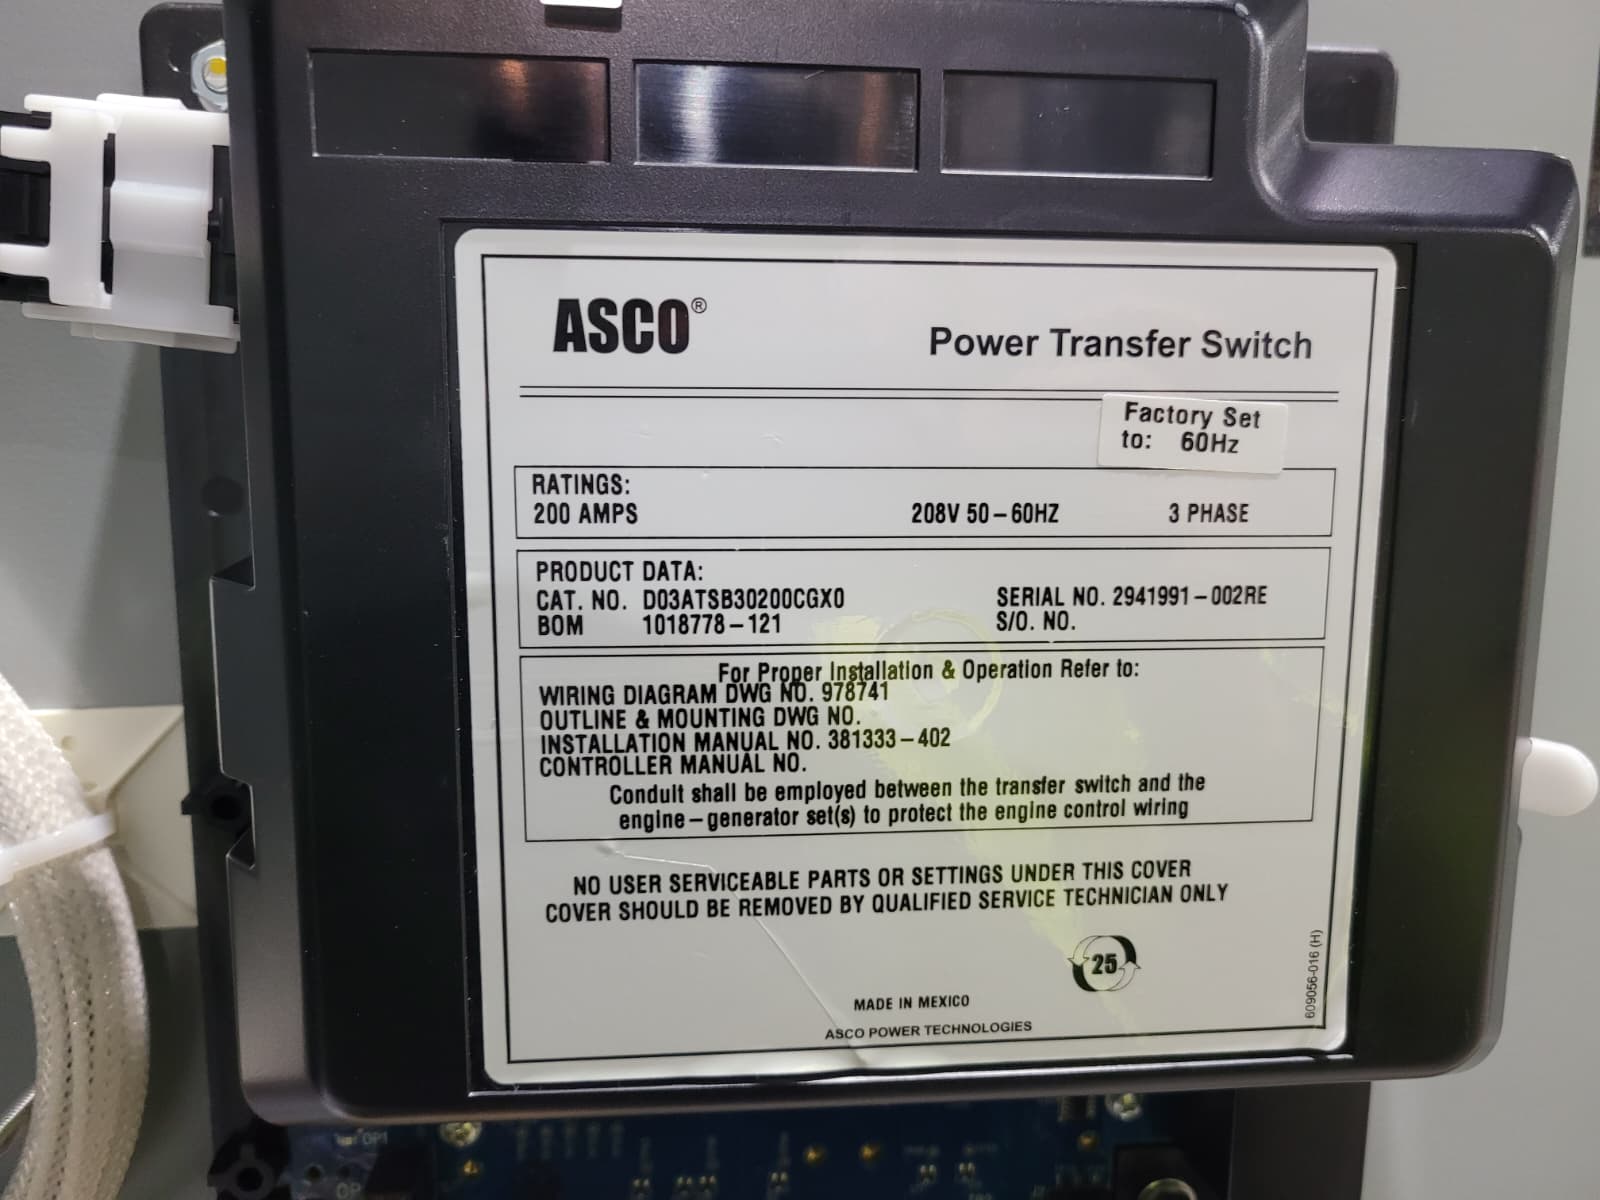 ASCO®
Power Transfer Switch
Factory Set
to: 60Hz
RATINGS:
200 AMPS 208V 50-60HZ 3 PHASE
PRODUCT DATA:
CAT. NO. D03ATSB30200CGX0 SERIAL NO. 2941991-002RE
BOM 1018778-121 S/O. NO.
For Proper Installation & Operation Refer to:
WIRING DIAGRAM DWG NO. 978741
OUTLINE & MOUNTING DWG NO.
INSTALLATION MANUAL NO. 381333-402
CONTROLLER MANUAL NO.
Conduit shall be employed between the transfer switch and the
engine-generator set(s) to protect the engine control wiring
NO USER SERVICEABLE PARTS OR SETTINGS UNDER THIS COVER
COVER SHOULD BE REMOVED BY QUALIFIED SERVICE TECHNICIAN ONLY
25
MADE IN MEXICO
ASCO POWER TECHNOLOGIES
609056-016 (H)